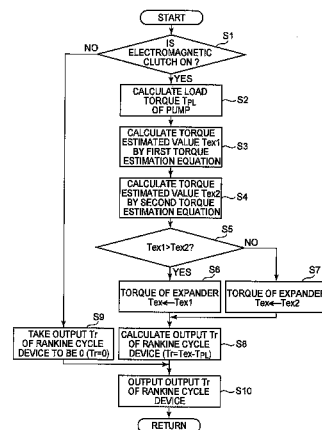 START
S1
IS
ELECTROMAGNETIC
CLUTCH ON ?
NO
YES
CALCULATE LOAD
TORQUE TPL
OF PUMP
S2
CALCULATE TORQUE
ESTIMATED VALUE Tex1
BY FIRST TORQUE
ESTIMATION EQUATION
S3
CALCULATE TORQUE
ESTIMATED VALUE Tex2
BY SECOND TORQUE
ESTIMATION EQUATION
S4
S5
Tex1>Tex2?
NO
YES
S6
TORQUE OF EXPANDER
Tex←Tex1
S7
TORQUE OF EXPANDER
Tex←Tex2
S9
TAKE OUTPUT Tr
OF RANKINE CYCLE
DEVICE TO BE 0 (Tr=0)
CALCULATE OUTPUT Tr
OF RANKINE CYCLE
DEVICE (Tr=Tex-TPL)
S8
OUTPUT OUTPUT Tr
OF RANKINE CYCLE
DEVICE
S10
RETURN